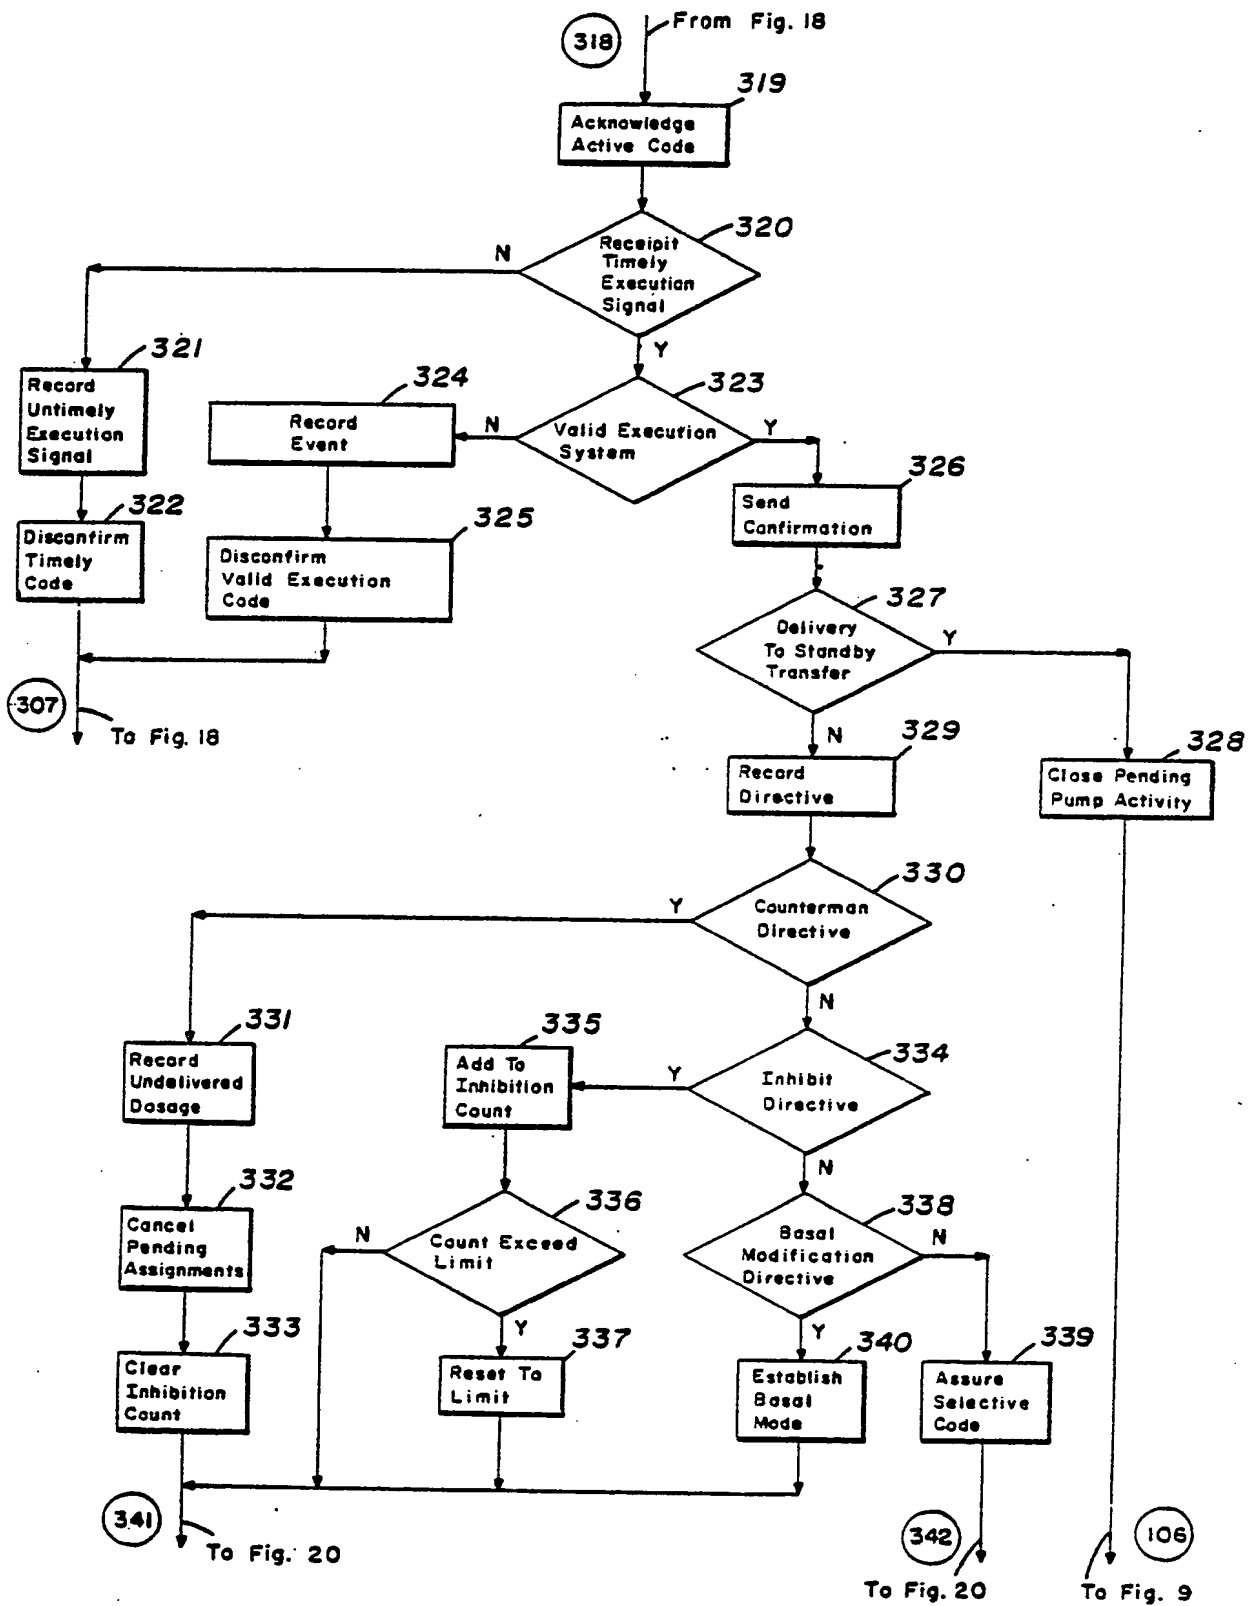 From Fig. 18
318
319
Acknowledge
Active Code
320
Receipit
Timely
Execution
Signal
N
Y
321
Record
Untimely
Execution
Signal
324
Record
Event
323
Valid Execution
System
N
Y
326
Send
Confirmation
322
Disconfirm
Timely
Code
325
Disconfirm
Valid Execution
Code
327
Delivery
To Standby
Transfer
Y
N
307
To Fig. 18
329
Record
Directive
328
Close Pending
Pump Activity
330
Counterman
Directive
Y
N
331
Record
Undelivered
Dosage
335
Add To
Inhibition
Count
334
Inhibit
Directive
Y
N
332
Cancel
Pending
Assignments
336
Count Exceed
Limit
N
Y
338
Basal
Modification
Directive
N
Y
333
Clear
Inhibition
Count
337
Reset To
Limit
340
Establish
Basal
Mode
339
Assure
Selective
Code
341
To Fig. 20
342
To Fig. 20
106
To Fig. 9